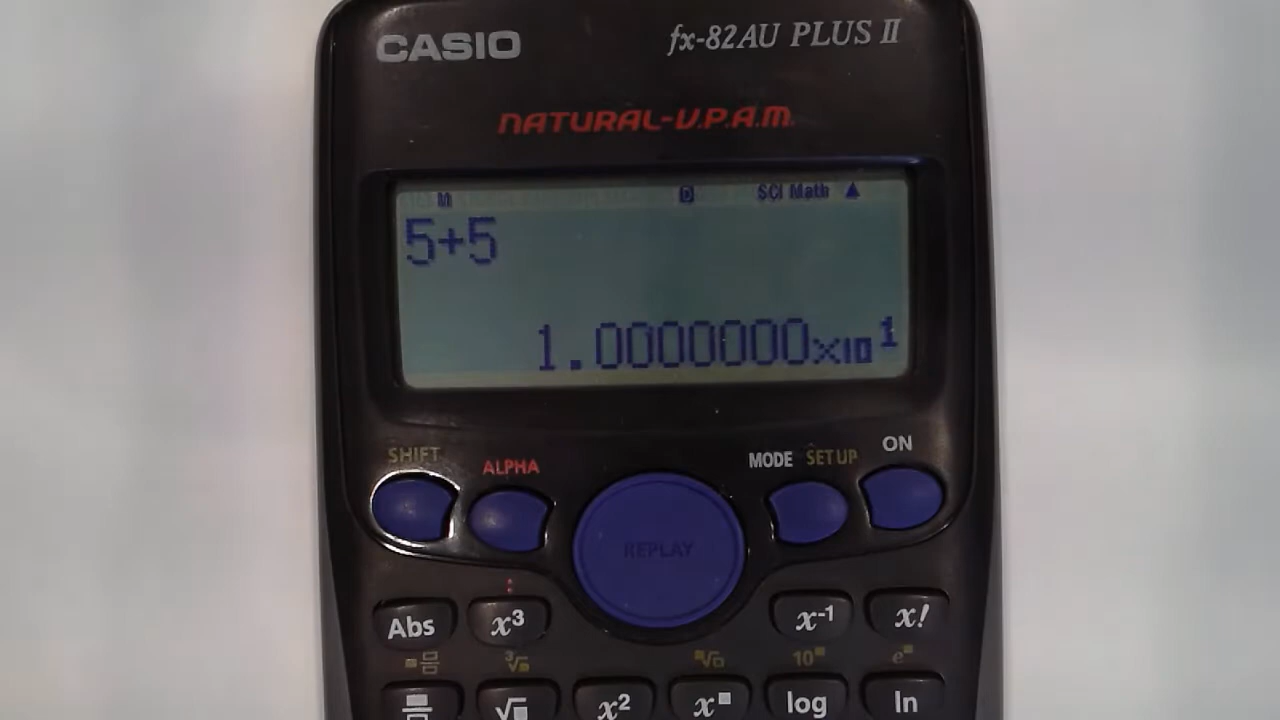 CASIO fx-82AU PLUS II
NATURAL-V.P.A.M.
M D SCI Math ▲
5+5
1.0000000×10¹
SHIFT ALPHA MODE SETUP ON
REPLAY
Abs x³ x⁻¹ x!
³√■ ■√□ 10■ e■
√■ x² x■ log ln